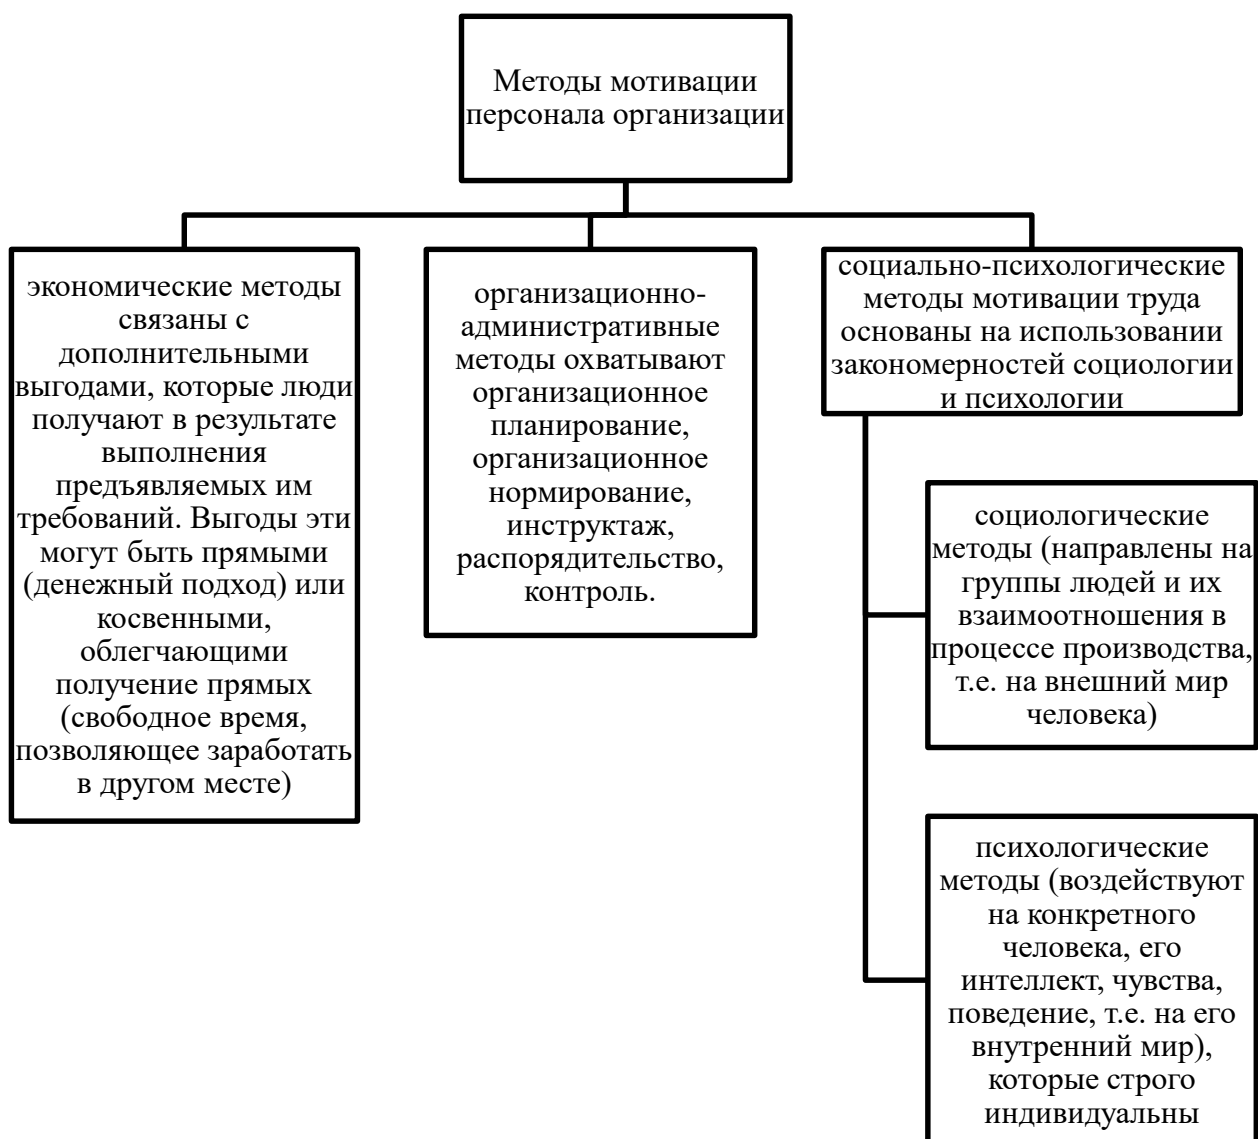 Методы мотивации
персонала организации
экономические методы
связаны с
дополнительными
выгодами, которые люди
получают в результате
выполнения
предъявляемых им
требований. Выгоды эти
могут быть прямыми
(денежный подход) или
косвенными,
облегчающими
получение прямых
(свободное время,
позволяющее заработать
в другом месте)
организационно-
административные
методы охватывают
организационное
планирование,
организационное
нормирование,
инструктаж,
распорядительство,
контроль.
социально-психологические
методы мотивации труда
основаны на использовании
закономерностей социологии
и психологии
социологические
методы (направлены на
группы людей и их
взаимоотношения в
процессе производства,
т.е. на внешний мир
человека)
психологические
методы (воздействуют
на конкретного
человека, его
интеллект, чувства,
поведение, т.е. на его
внутренний мир),
которые строго
индивидуальны